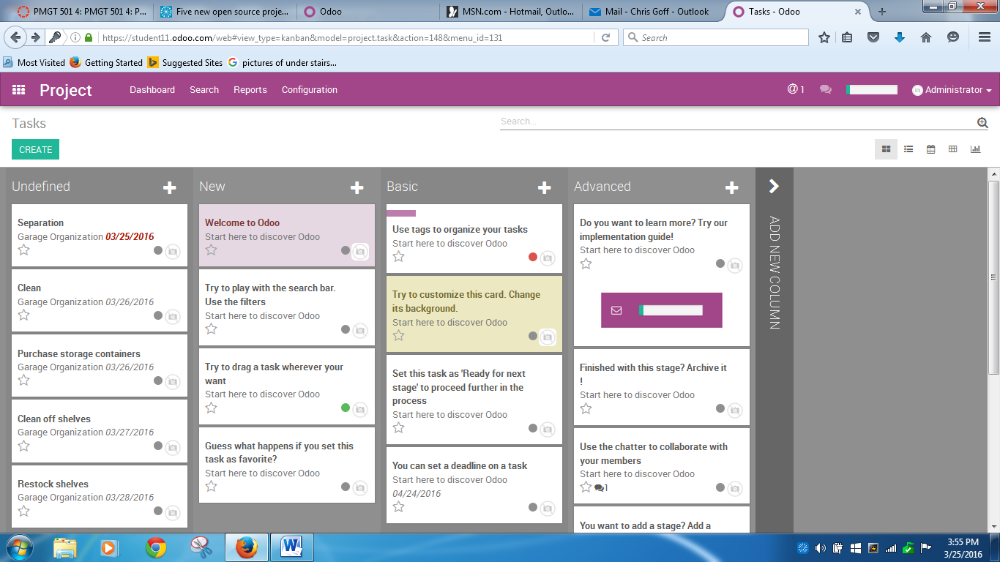 PMGT 501 4: PMGT 501 4: P...
Five new open source proje...
Odoo
MSN.com - Hotmail, Outlo...
Mail - Chris Goff - Outlook
Tasks - Odoo
https://student11.odoo.com/web#view_type=kanban&model=project.task&action=148&menu_id=131
Search
Most Visited
Getting Started
Suggested Sites
pictures of under stairs...
Project
Dashboard
Search
Reports
Configuration
@ 1
Administrator
Tasks
Search...
CREATE
Undefined
Separation
Garage Organization 03/25/2016
Clean
Garage Organization 03/26/2016
Purchase storage containers
Garage Organization 03/26/2016
Clean off shelves
Garage Organization 03/27/2016
Restock shelves
Garage Organization 03/28/2016
New
Welcome to Odoo
Start here to discover Odoo
Try to play with the search bar.
Use the filters
Start here to discover Odoo
Try to drag a task wherever your
want
Start here to discover Odoo
Guess what happens if you set this
task as favorite?
Start here to discover Odoo
Basic
Use tags to organize your tasks
Start here to discover Odoo
Try to customize this card. Change
its background.
Start here to discover Odoo
Set this task as 'Ready for next
stage' to proceed further in the
process
Start here to discover Odoo
You can set a deadline on a task
Start here to discover Odoo
04/24/2016
Advanced
Do you want to learn more? Try our
implementation guide!
Start here to discover Odoo
Finished with this stage? Archive it
!
Start here to discover Odoo
Use the chatter to collaborate with
your members
Start here to discover Odoo
1
You want to add a stage? Add a
ADD NEW COLUMN
3:55 PM
3/25/2016